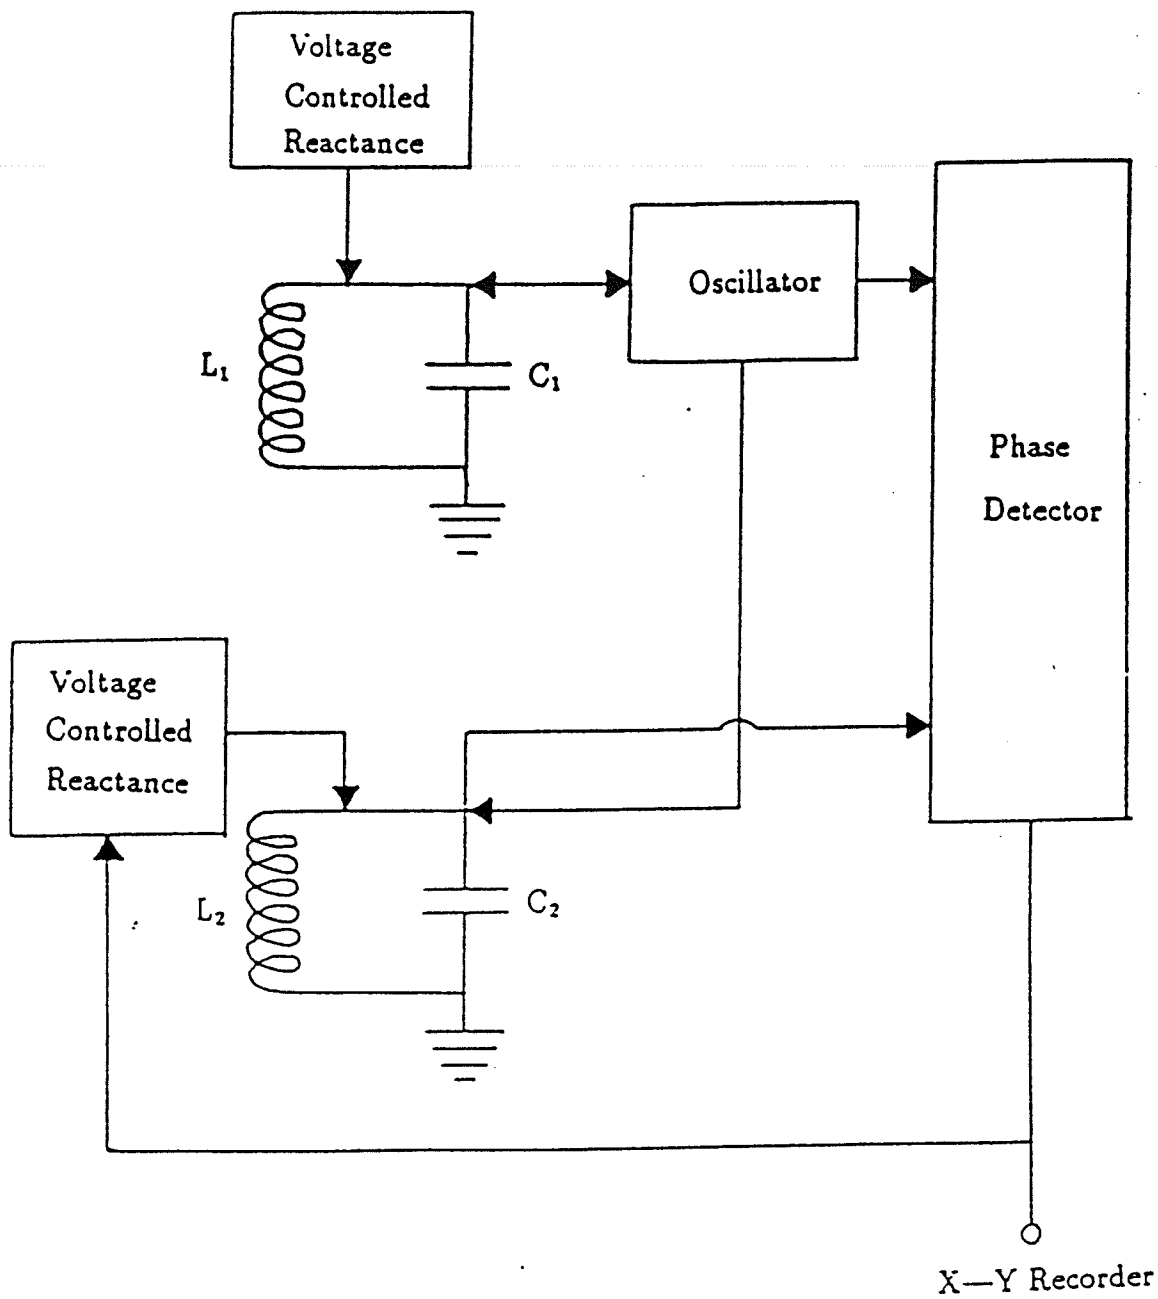 Voltage
Controlled
Reactance
Oscillator
L₁
C₁
Phase
Detector
Voltage
Controlled
Reactance
L₂
C₂
X—Y Recorder